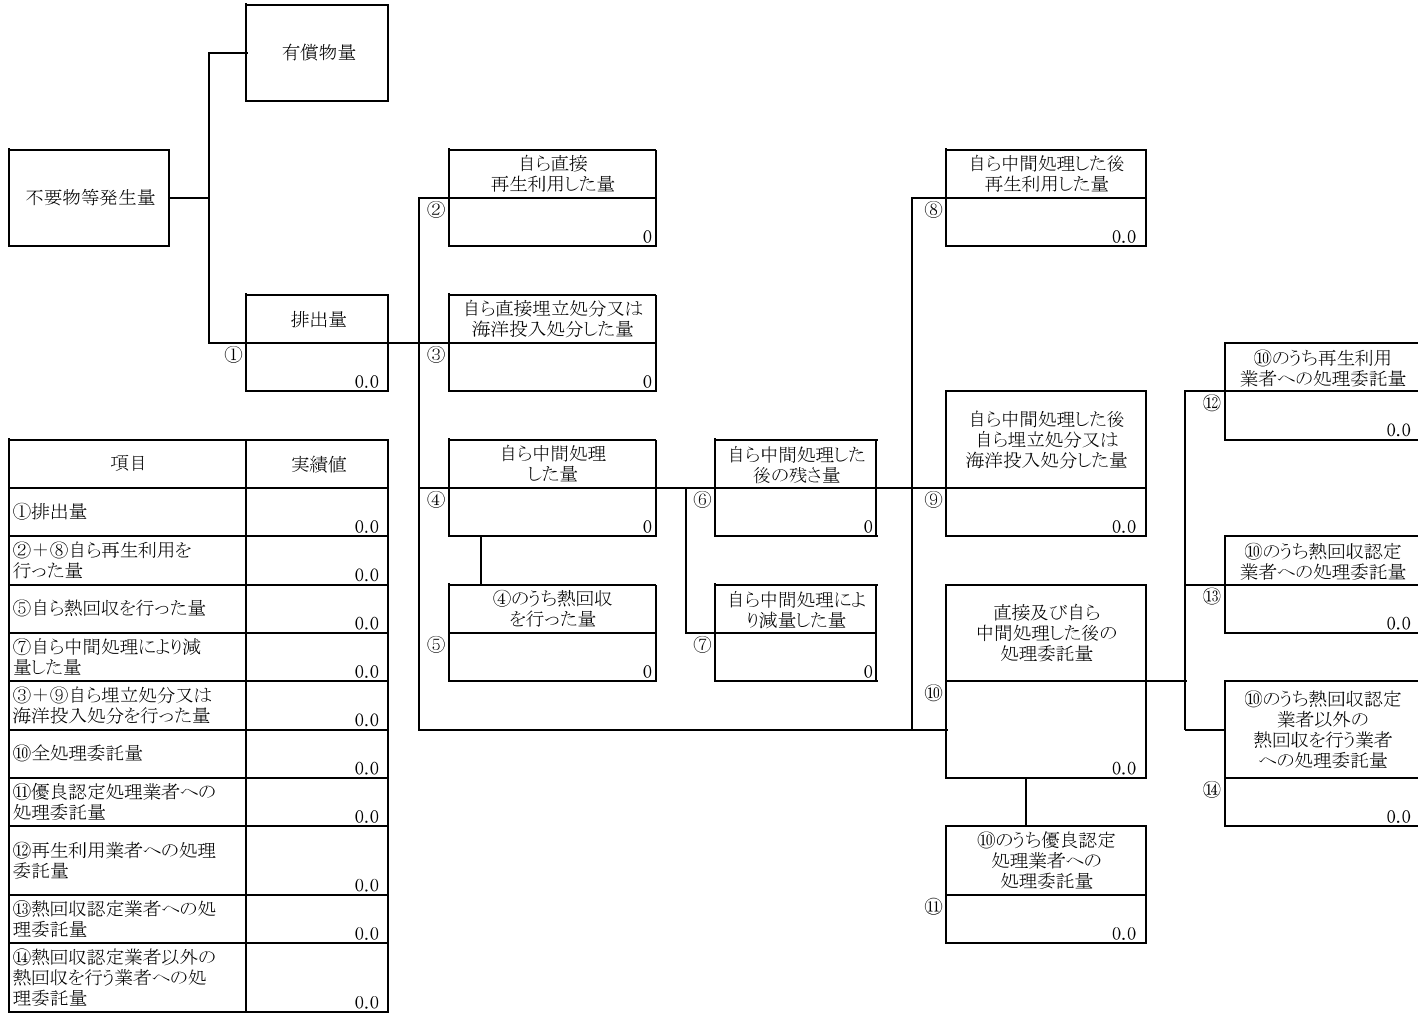 有償物量
不要物等発生量
自ら直接
再生利用した量
②
0
自ら中間処理した後
再生利用した量
⑧
0.0
排出量
①
0.0
自ら直接埋立処分又は
海洋投入処分した量
③
0
⑩のうち再生利用
業者への処理委託量
⑫
0.0
自ら中間処理
した量
④
0
自ら中間処理した
後の残さ量
⑥
0
自ら中間処理した後
自ら埋立処分又は
海洋投入処分した量
⑨
0.0
④のうち熱回収
を行った量
⑤
0
自ら中間処理によ
り減量した量
⑦
0
直接及び自ら
中間処理した後の
処理委託量
⑩
0.0
⑩のうち熱回収認定
業者への処理委託量
⑬
0.0
⑩のうち熱回収認定
業者以外の
熱回収を行う業者
への処理委託量
⑭
0.0
⑩のうち優良認定
処理業者への
処理委託量
⑪
0.0
項目 実績値
①排出量
0.0
②＋⑧自ら再生利用を
行った量 0.0
⑤自ら熱回収を行った量
0.0
⑦自ら中間処理により減
量した量 0.0
③＋⑨自ら埋立処分又は
海洋投入処分を行った量 0.0
⑩全処理委託量
0.0
⑪優良認定処理業者への
処理委託量 0.0
⑫再生利用業者への処理
委託量
0.0
⑬熱回収認定業者への処
理委託量 0.0
⑭熱回収認定業者以外の
熱回収を行う業者への処
理委託量 0.0